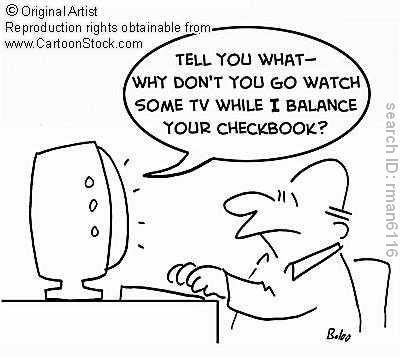 © Original Artist
Reproduction rights obtainable from
www.CartoonStock.com
TELL YOU WHAT—
WHY DON'T YOU GO WATCH
SOME TV WHILE I BALANCE
YOUR CHECKBOOK?
search ID: rman6116